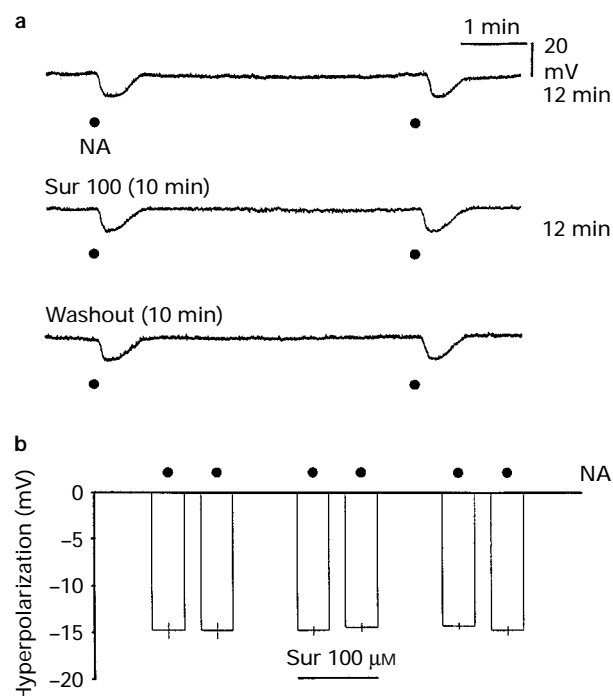 a
1 min
20
mV
12 min
NA
Sur 100 (10 min)
12 min
Washout (10 min)
b
NA
Hyperpolarization (mV)
0
−5
−10
−15
−20
Sur 100 μM